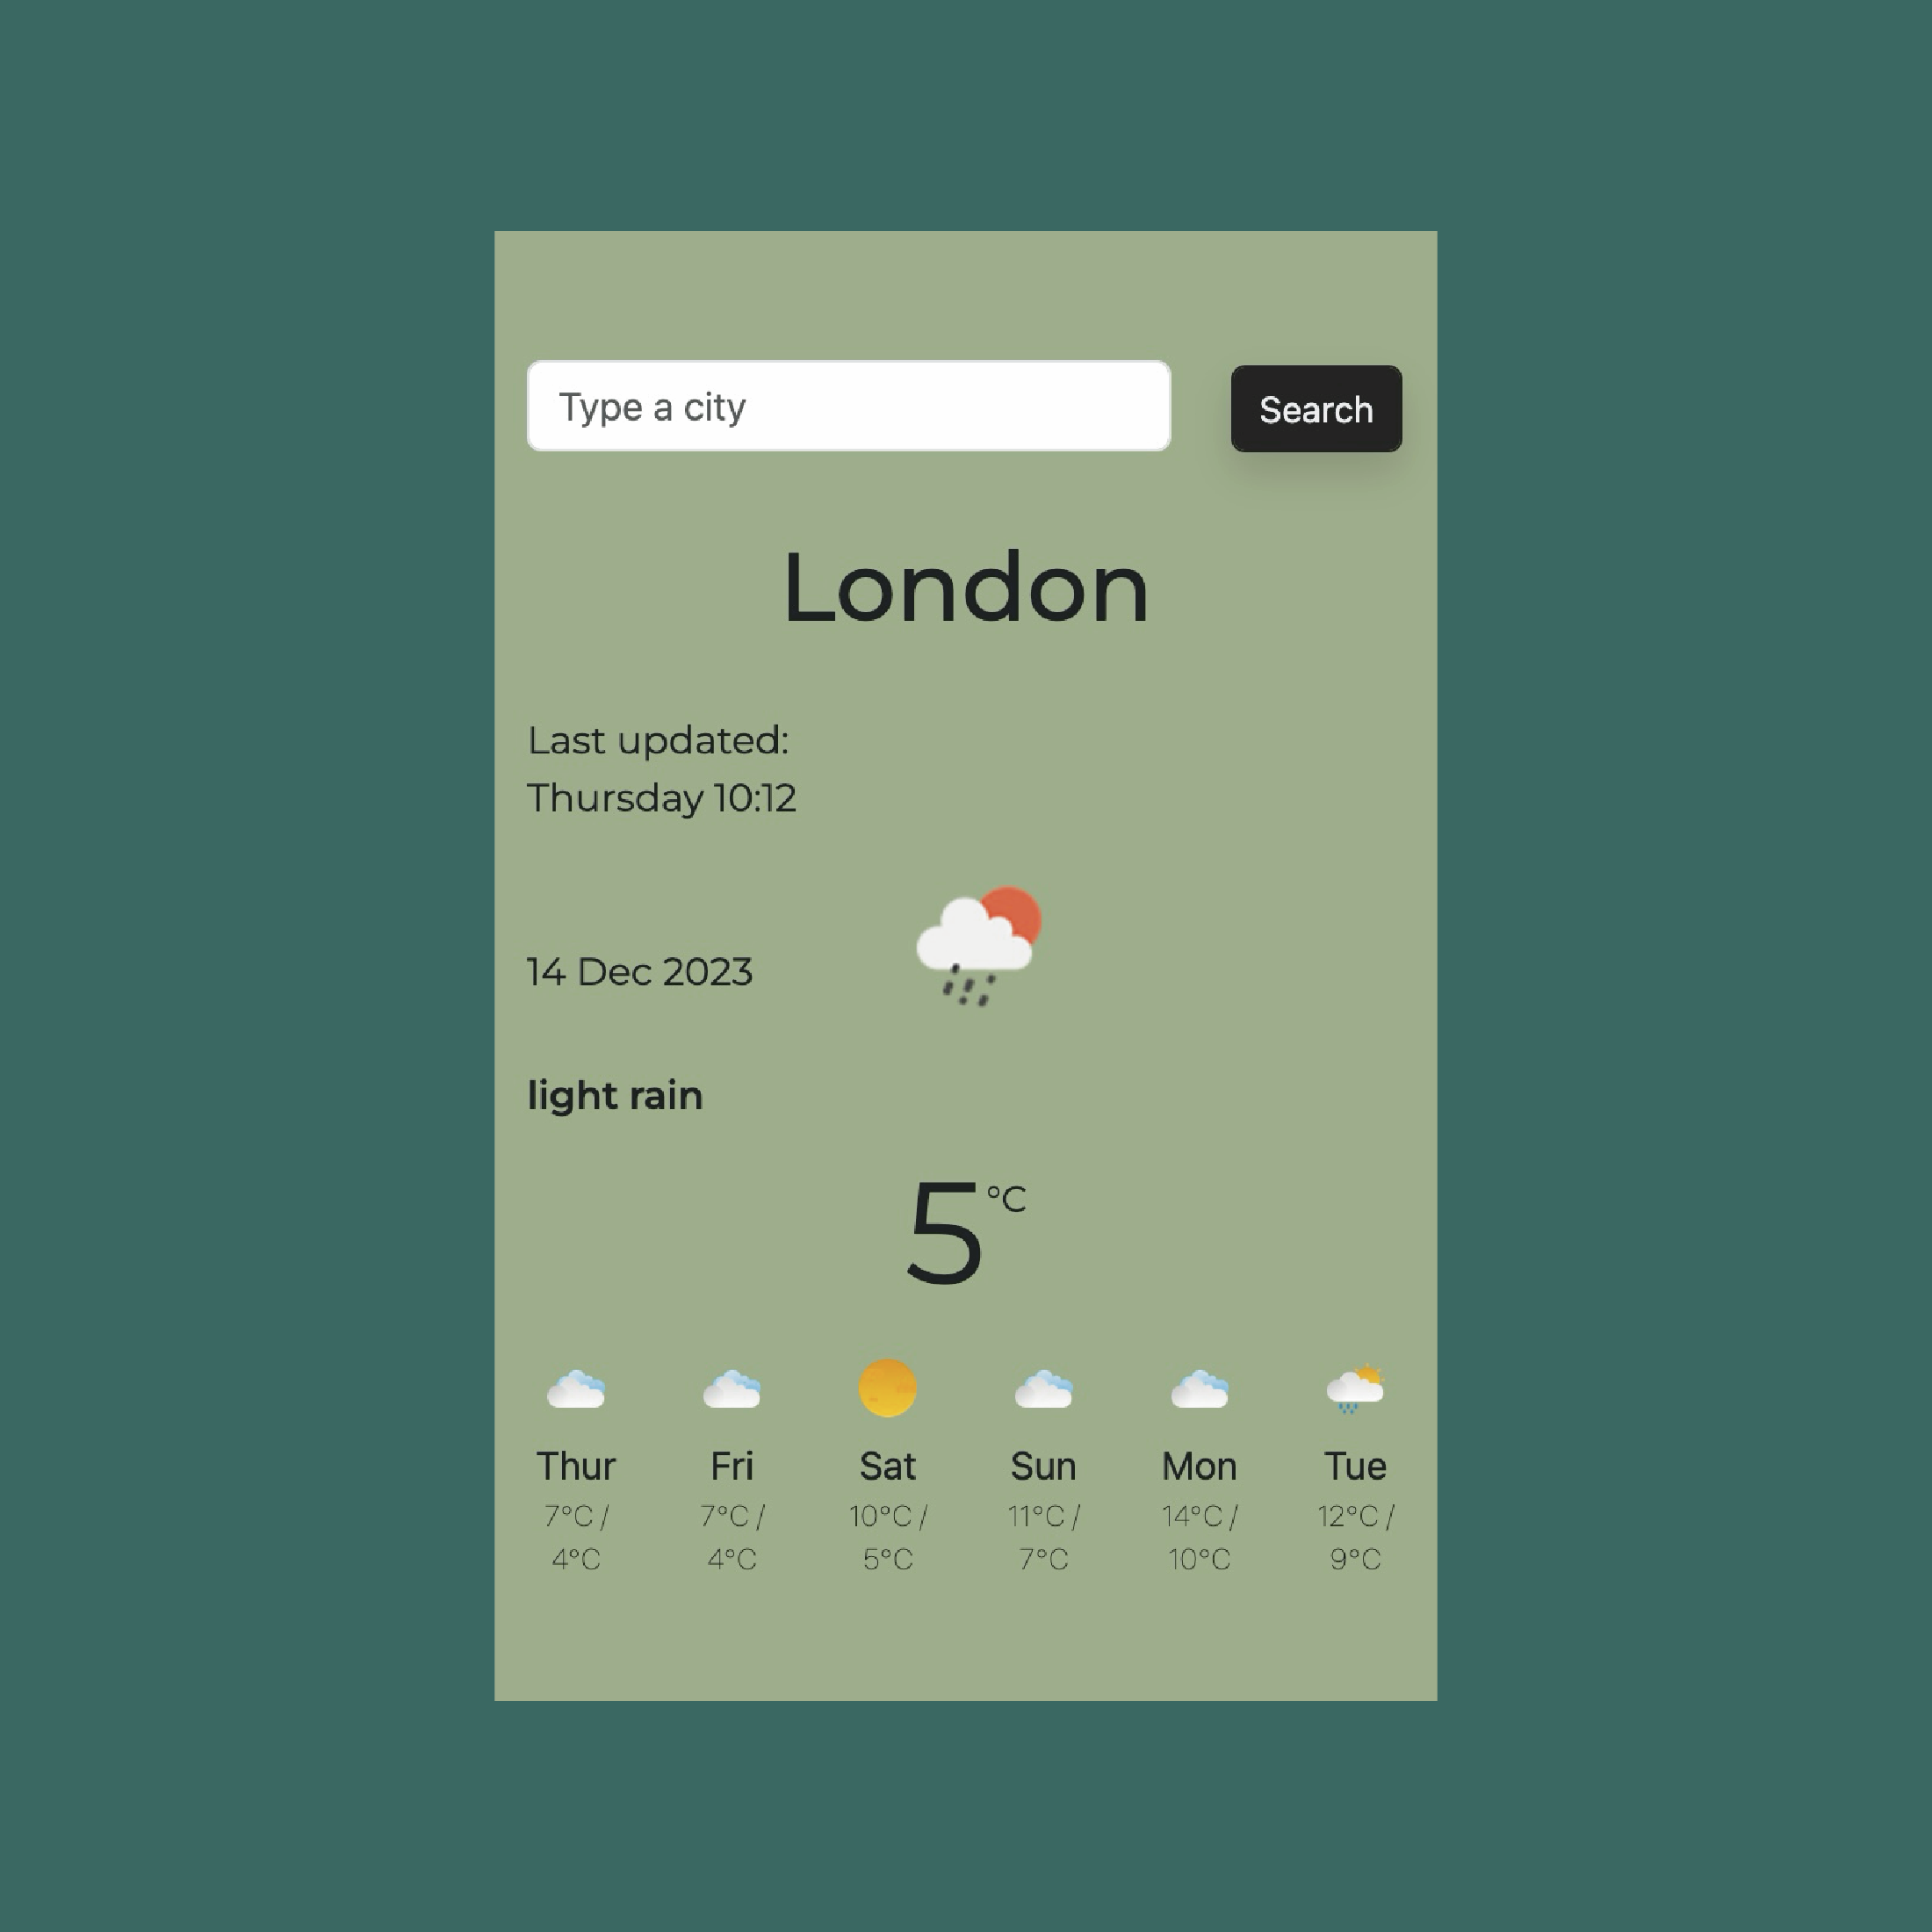 Type a city
Search
London
Last updated:
Thursday 10:12
14 Dec 2023
light rain
5°C
Thur Fri Sat Sun Mon Tue
7°C / 7°C / 10°C / 11°C / 14°C / 12°C /
4°C 4°C 5°C 7°C 10°C 9°C